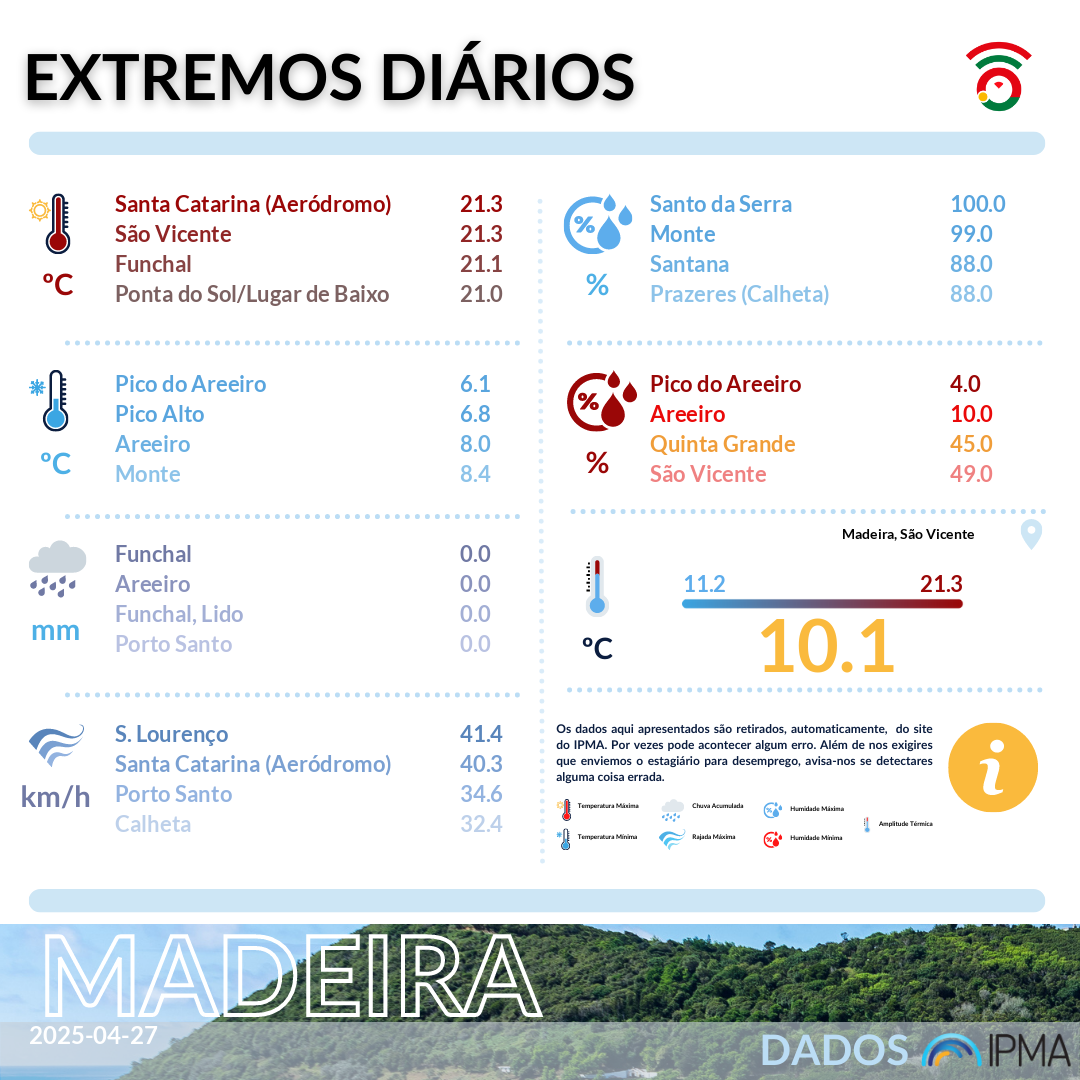 EXTREMOS DIÁRIOS
Santa Catarina (Aeródromo) 21.3
São Vicente 21.3
Funchal 21.1
Ponta do Sol/Lugar de Baixo 21.0
ºC
Pico do Areeiro 6.1
Pico Alto 6.8
Areeiro 8.0
Monte 8.4
ºC
Funchal 0.0
Areeiro 0.0
Funchal, Lido 0.0
Porto Santo 0.0
mm
S. Lourenço 41.4
Santa Catarina (Aeródromo) 40.3
Porto Santo 34.6
Calheta 32.4
km/h
Santo da Serra 100.0
Monte 99.0
Santana 88.0
Prazeres (Calheta) 88.0
%
%
Pico do Areeiro 4.0
Areeiro 10.0
Quinta Grande 45.0
São Vicente 49.0
%
%
Madeira, São Vicente
11.2 21.3
10.1
ºC
Os dados aqui apresentados são retirados, automaticamente, do site
do IPMA. Por vezes pode acontecer algum erro. Além de nos exigires
que enviemos o estagiário para desemprego, avisa-nos se detectares
alguma coisa errada.
i
Temperatura Máxima
Chuva Acumulada
Humidade Máxima
Amplitude Térmica
Temperatura Mínima
Rajada Máxima
Humidade Mínima
MADEIRA
2025-04-27
DADOS IPMA